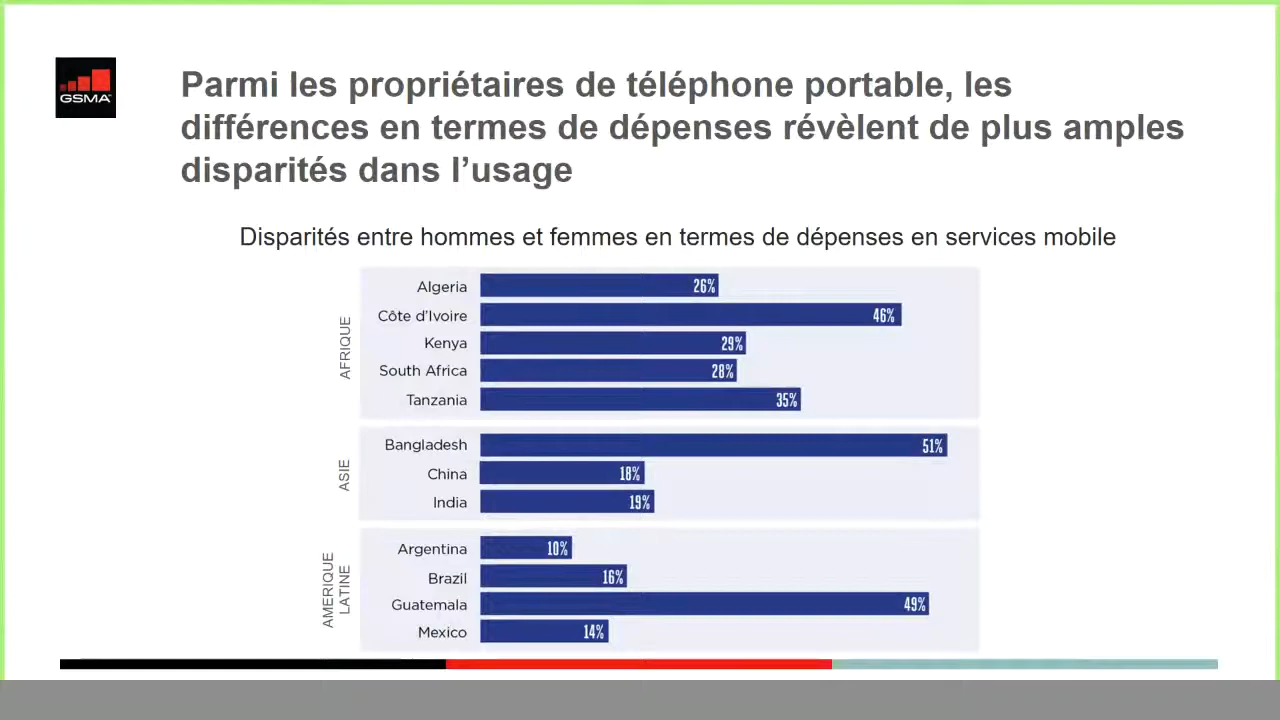 GSMA
Parmi les propriétaires de téléphone portable, les
différences en termes de dépenses révèlent de plus amples
disparités dans l’usage
Disparités entre hommes et femmes en termes de dépenses en services mobile
AFRIQUE
Algeria 26%
Côte d'Ivoire 46%
Kenya 29%
South Africa 28%
Tanzania 35%
ASIE
Bangladesh 51%
China 18%
India 19%
AMERIQUE
LATINE
Argentina 10%
Brazil 16%
Guatemala 49%
Mexico 14%